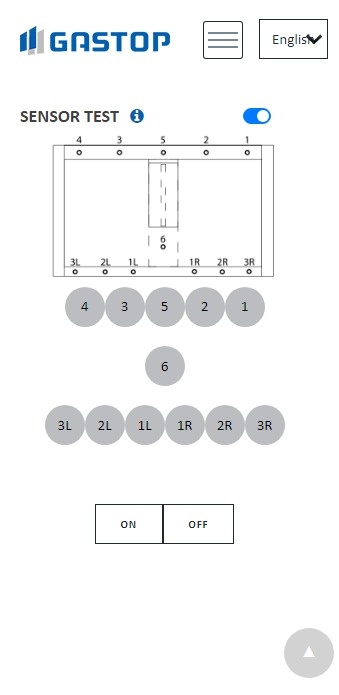 GASTOP
English
SENSOR TEST
4 3 5 2 1
6
3L 2L 1L 1R 2R 3R
4 3 5 2 1
6
3L 2L 1L 1R 2R 3R
ON OFF